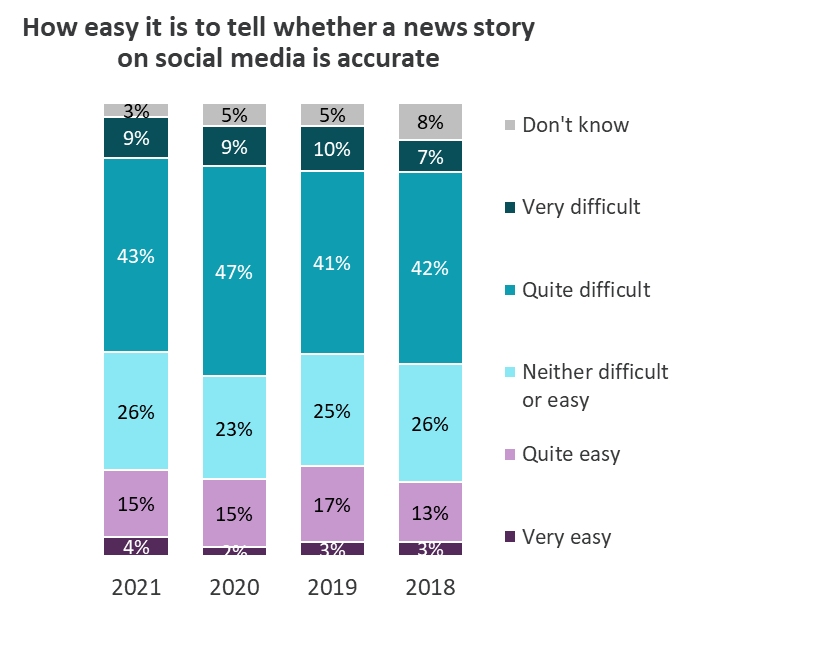 How easy it is to tell whether a news story
on social media is accurate
3% 5% 5% 8%
9% 9% 10% 7%
43% 47% 41% 42%
26% 23% 25% 26%
15% 15% 17% 13%
4% 2% 3% 3%
2021 2020 2019 2018
Don't know
Very difficult
Quite difficult
Neither difficult
or easy
Quite easy
Very easy